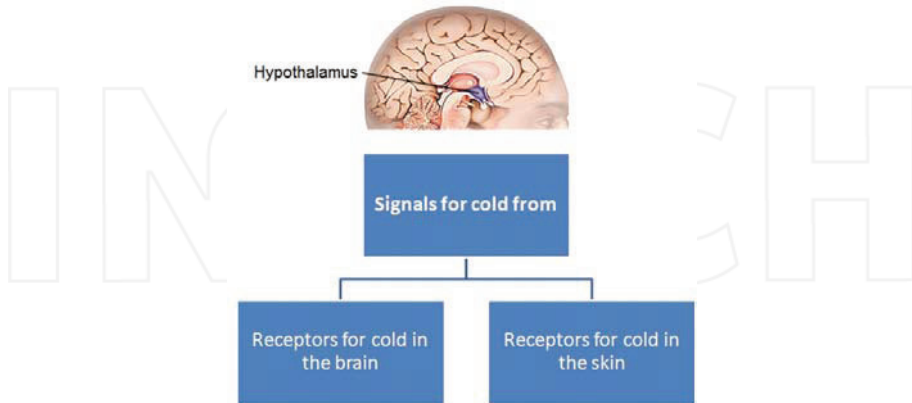 Hypothalamus
Signals for cold from
Receptors for cold in
the brain
Receptors for cold in
the skin